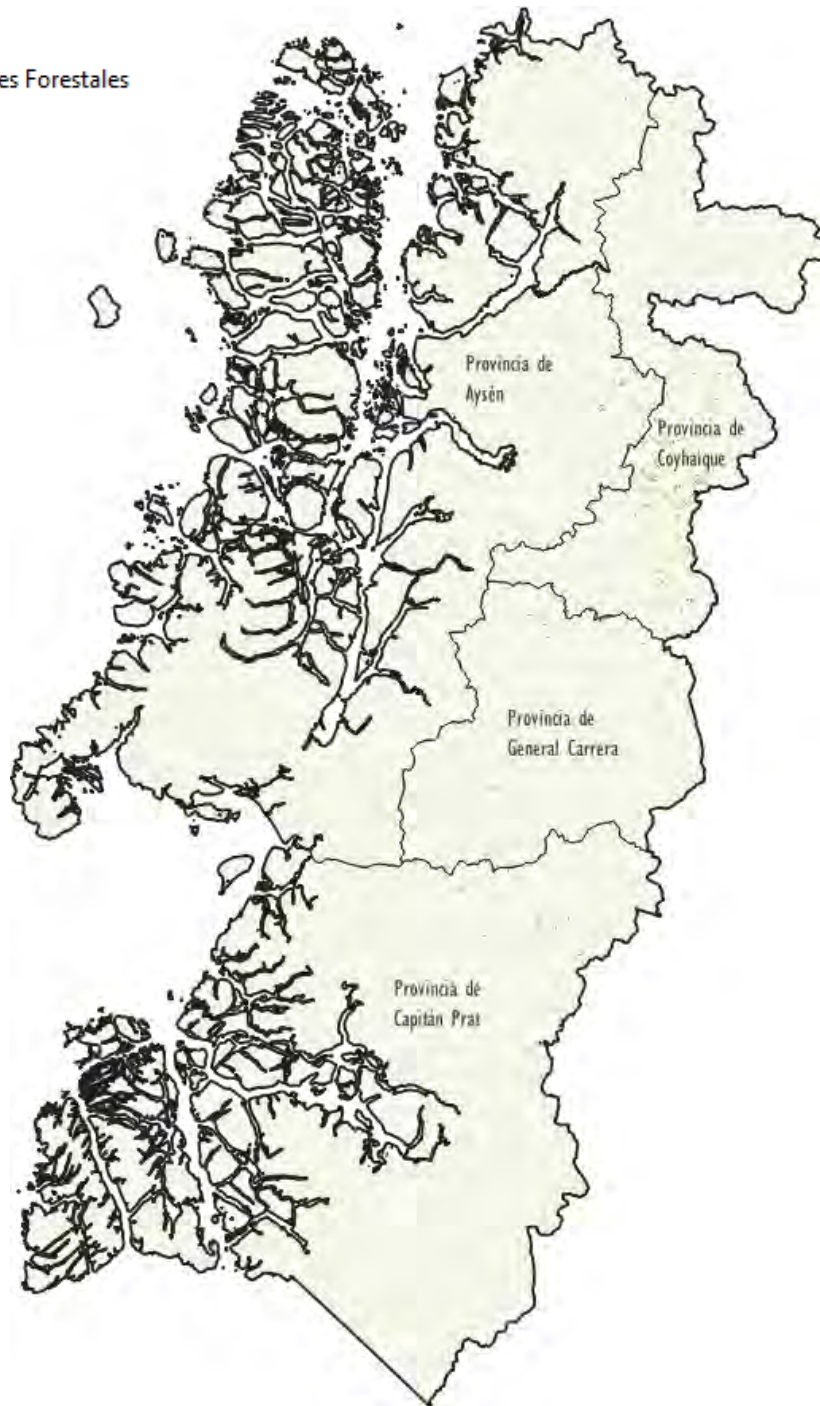 es Forestales
Provincia de
Aysén
Provincia de
Coyhaique
Provincia de
General Carrera
Provincia de
Capitán Prat